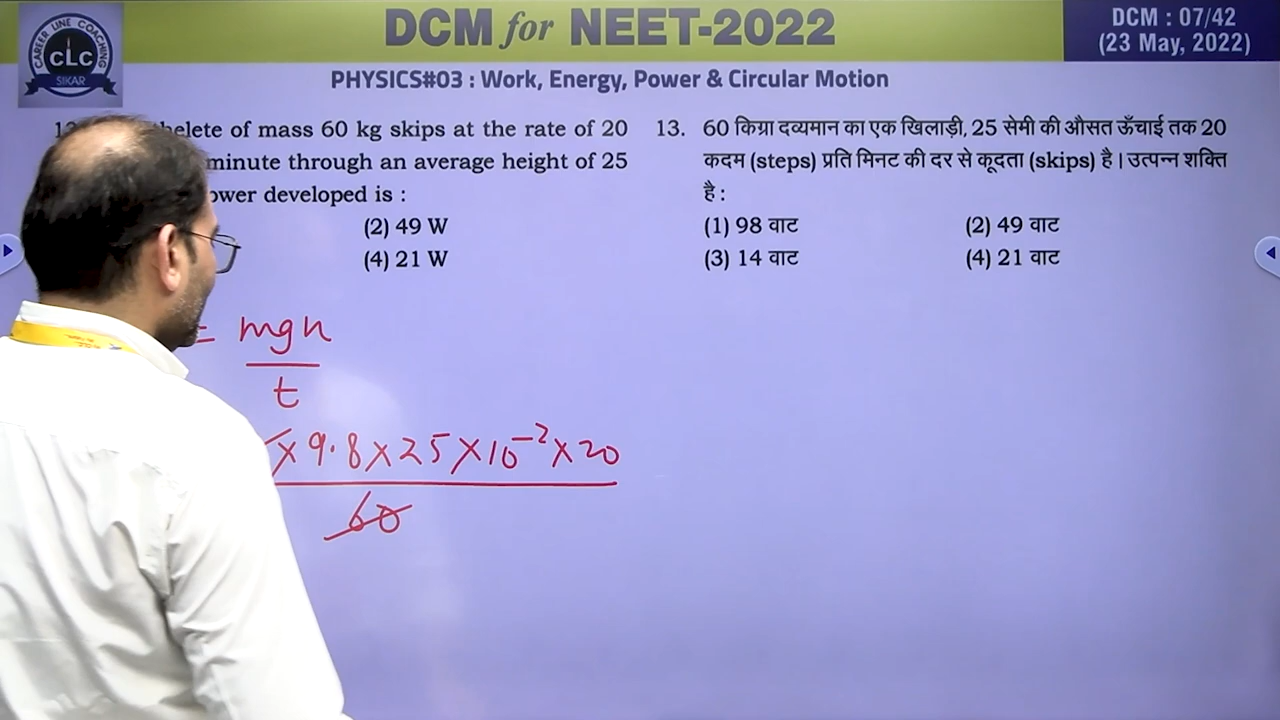 DCM for NEET-2022
DCM : 07/42
(23 May, 2022)
CAREER LINE COACHING
CLC
SIKAR
PHYSICS#03 : Work, Energy, Power & Circular Motion
of mass 60 kg skips at the rate of 20
minute through an average height of 25
developed is :
(2) 49 W
(4) 21 W
13. 60 किग्रा दव्यमान का एक खिलाड़ी, 25 सेमी की औसत ऊँचाई तक 20
कदम (steps) प्रति मिनट की दर से कूदता (skips) है। उत्पन्न शक्ति
है :
(1) 98 वाट (2) 49 वाट
(3) 14 वाट (4) 21 वाट
= mgh
t
×9.8×25×10⁻²×20
60